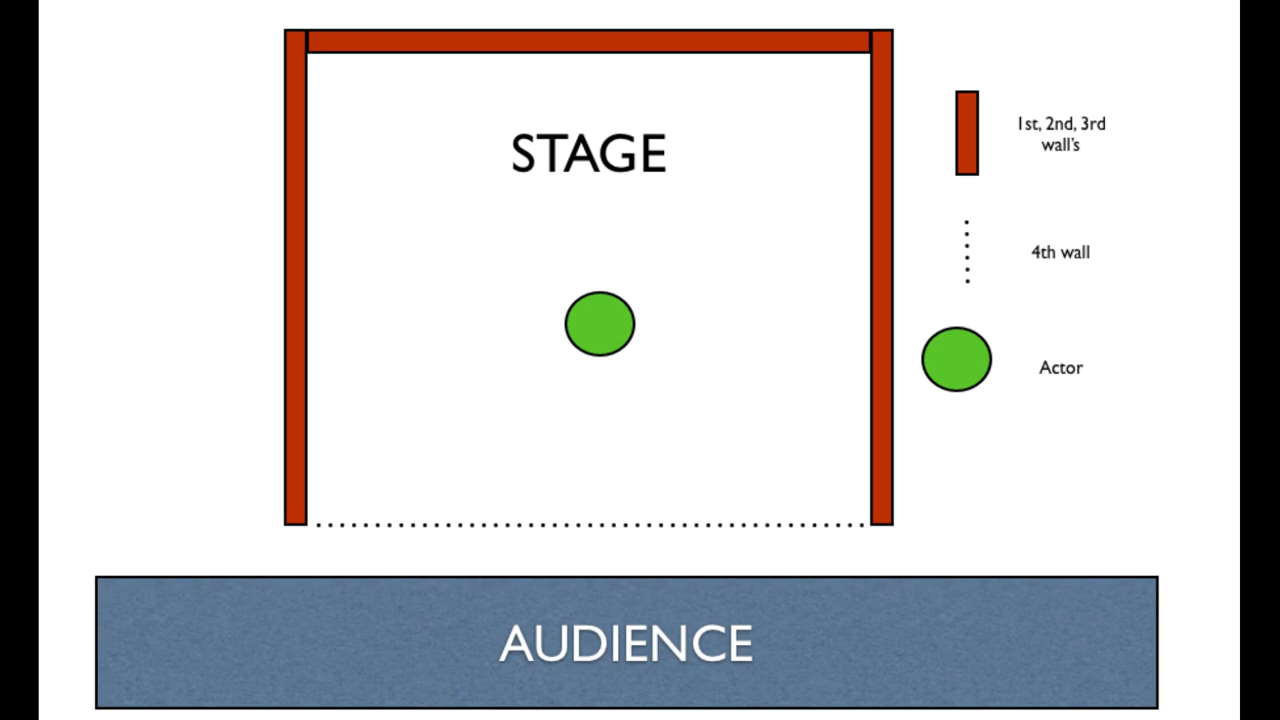 STAGE
1st, 2nd, 3rd
wall's
4th wall
Actor
AUDIENCE